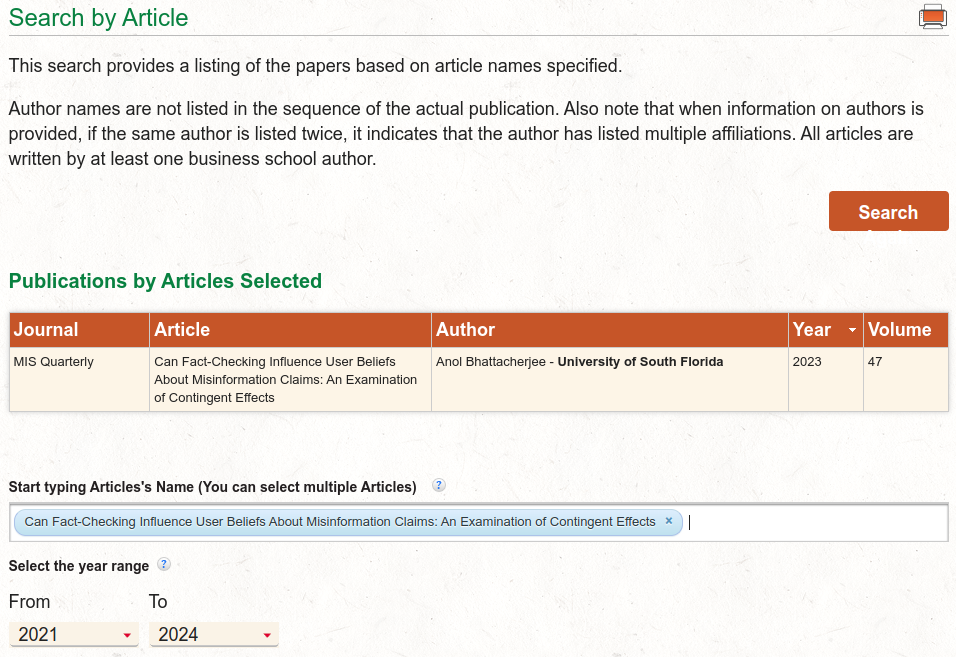 Search by Article
This search provides a listing of the papers based on article names specified.
Author names are not listed in the sequence of the actual publication. Also note that when information on authors is
provided, if the same author is listed twice, it indicates that the author has listed multiple affiliations. All articles are
written by at least one business school author.
Search
Publications by Articles Selected
Journal Article Author Year Volume
MIS Quarterly Can Fact-Checking Influence User Beliefs Anol Bhattacherjee - University of South Florida 2023 47
About Misinformation Claims: An Examination
of Contingent Effects
Start typing Articles's Name (You can select multiple Articles) ?
Can Fact-Checking Influence User Beliefs About Misinformation Claims: An Examination of Contingent Effects ×
Select the year range ?
From To
2021 2024